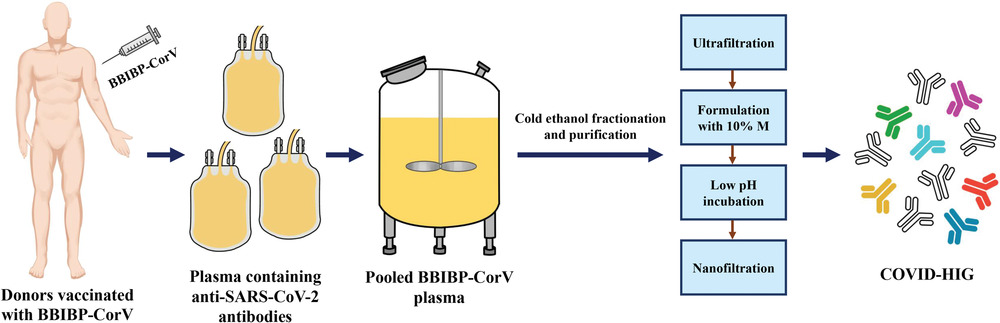 BBIBP-CorV
Donors vaccinated
with BBIBP-CorV
Plasma containing
anti-SARS-CoV-2
antibodies
Pooled BBIBP-CorV
plasma
Cold ethanol fractionation
and purification
Ultrafiltration
Formulation
with 10% M
Low pH
incubation
Nanofiltration
COVID-HIG